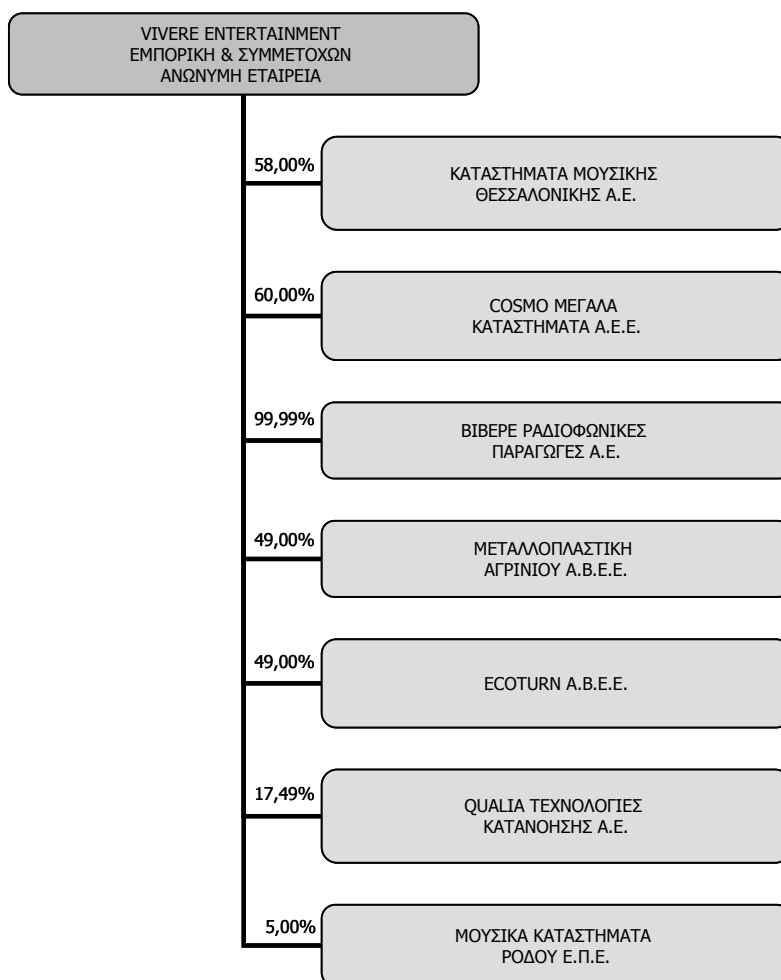 VIVERE ENTERTAINMENT
ΕΜΠΟΡΙΚΗ & ΣΥΜΜΕΤΟΧΩΝ
ΑΝΩΝΥΜΗ ΕΤΑΙΡΕΙΑ
58,00%
ΚΑΤΑΣΤΗΜΑΤΑ ΜΟΥΣΙΚΗΣ
ΘΕΣΣΑΛΟΝΙΚΗΣ Α.Ε.
60,00%
COSMO ΜΕΓΑΛΑ
ΚΑΤΑΣΤΗΜΑΤΑ Α.Ε.Ε.
99,99%
ΒΙΒΕΡΕ ΡΑΔΙΟΦΩΝΙΚΕΣ
ΠΑΡΑΓΩΓΕΣ Α.Ε.
49,00%
ΜΕΤΑΛΛΟΠΛΑΣΤΙΚΗ
ΑΓΡΙΝΙΟΥ Α.Β.Ε.Ε.
49,00%
ECOTURN Α.Β.Ε.Ε.
17,49%
QUALIA ΤΕΧΝΟΛΟΓΙΕΣ
ΚΑΤΑΝΟΗΣΗΣ Α.Ε.
5,00%
ΜΟΥΣΙΚΑ ΚΑΤΑΣΤΗΜΑΤΑ
ΡΟΔΟΥ Ε.Π.Ε.